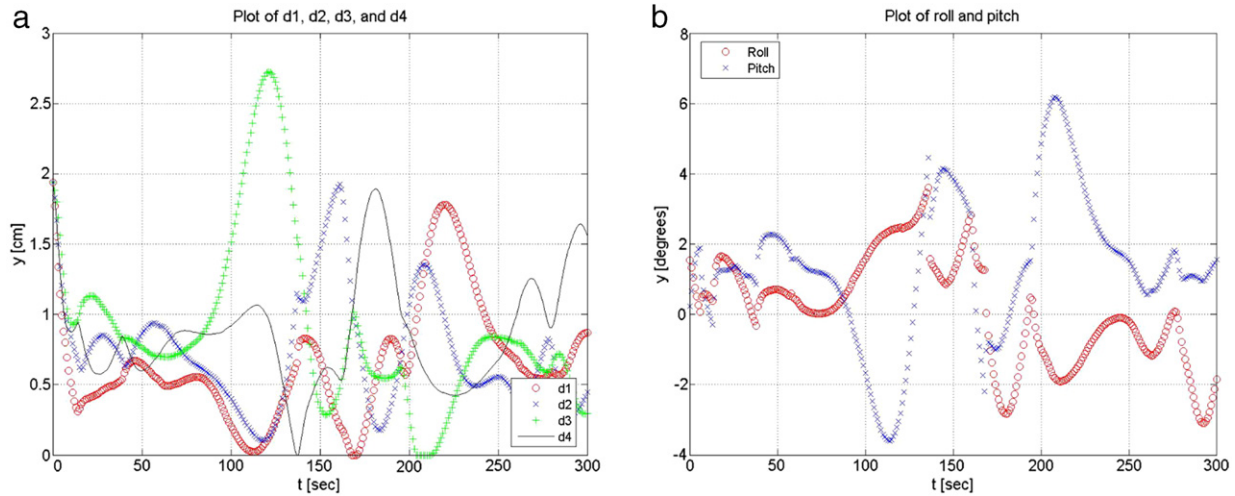 a
Plot of d1, d2, d3, and d4
3
2.5
2
1.5
1
0.5
0
y [cm]
0 50 100 150 200 250 300
t [sec]
d1
d2
d3
d4
b
Plot of roll and pitch
8
6
4
2
0
-2
-4
y [degrees]
0 50 100 150 200 250 300
t [sec]
Roll
Pitch